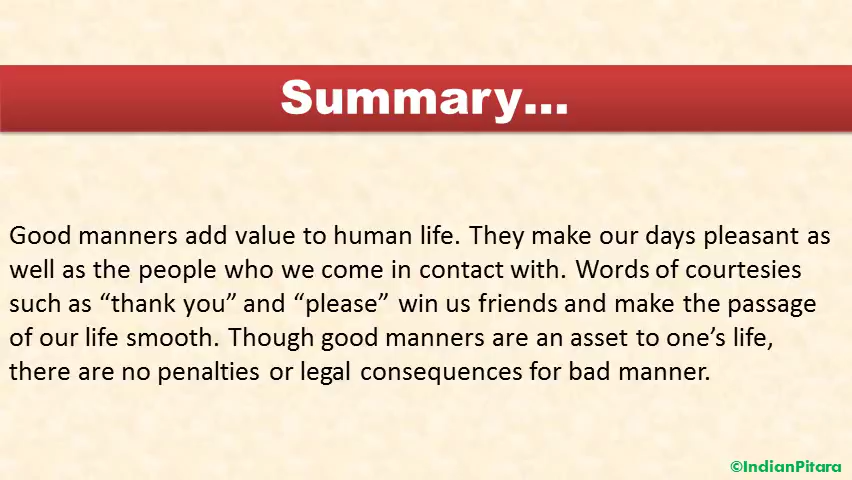 Summary...
Good manners add value to human life. They make our days pleasant as
well as the people who we come in contact with. Words of courtesies
such as “thank you” and “please” win us friends and make the passage
of our life smooth. Though good manners are an asset to one’s life,
there are no penalties or legal consequences for bad manner.
©IndianPitara